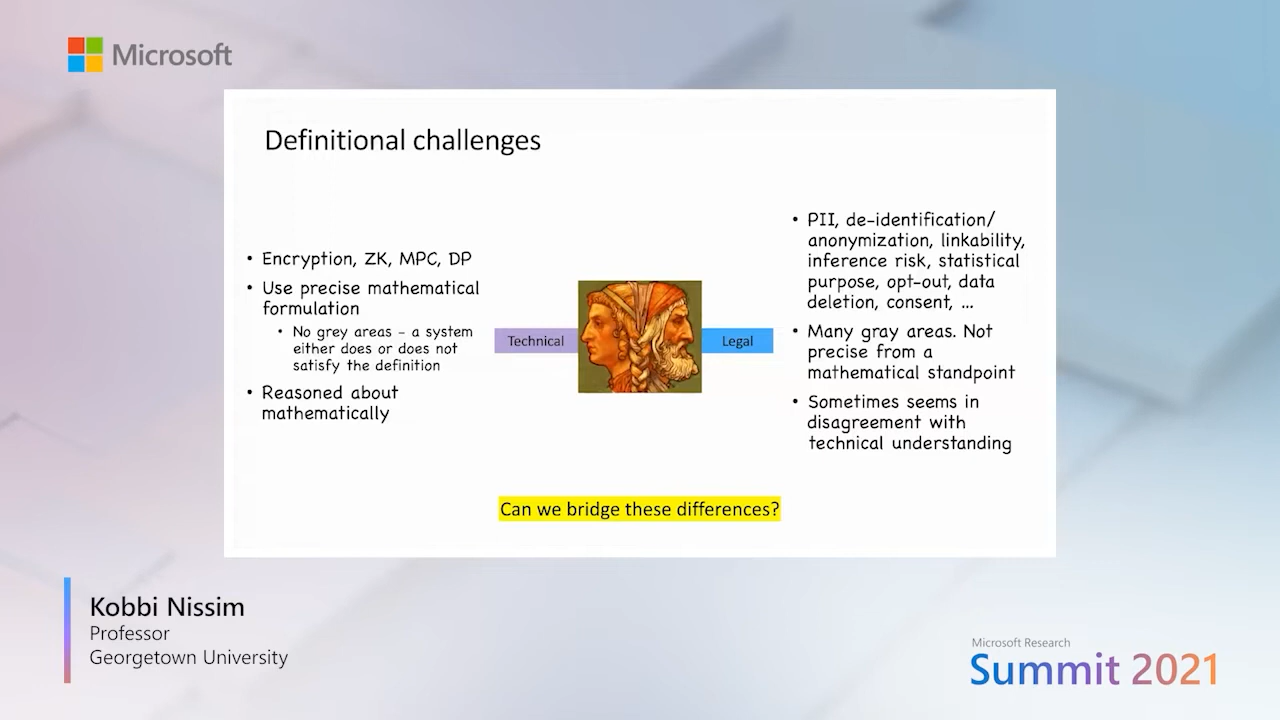 Microsoft
Definitional challenges
• Encryption, ZK, MPC, DP
• Use precise mathematical
formulation
• No grey areas – a system
either does or does not
satisfy the definition
• Reasoned about
mathematically
Technical
Legal
• PII, de-identification/
anonymization, linkability,
inference risk, statistical
purpose, opt-out, data
deletion, consent, …
• Many gray areas. Not
precise from a
mathematical standpoint
• Sometimes seems in
disagreement with
technical understanding
Can we bridge these differences?
Kobbi Nissim
Professor
Georgetown University
Microsoft Research
Summit 2021